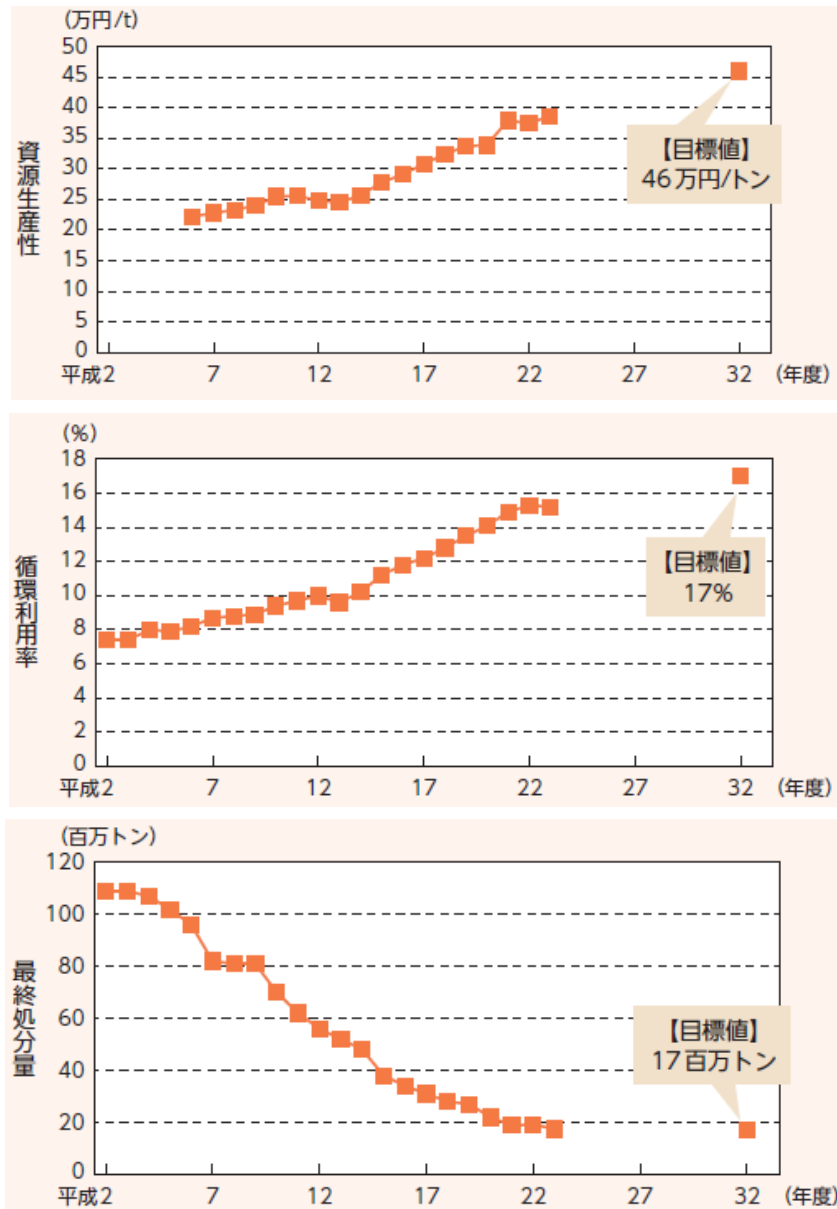 (万円/t)
50
45
40
35
30
25
20
15
10
5
0
資源生産性
【目標値】
46万円/トン
平成2 7 12 17 22 27 32 (年度)
(%)
18
16
14
12
10
8
6
4
2
0
循環利用率
【目標値】
17%
平成2 7 12 17 22 27 32 (年度)
(百万トン)
120
100
80
60
40
20
0
最終処分量
【目標値】
17百万トン
平成2 7 12 17 22 27 32 (年度)